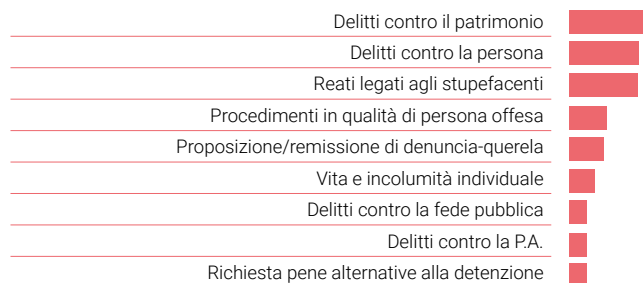 Delitti contro il patrimonio
Delitti contro la persona
Reati legati agli stupefacenti
Procedimenti in qualità di persona offesa
Proposizione/remissione di denuncia-querela
Vita e incolumità individuale
Delitti contro la fede pubblica
Delitti contro la P.A.
Richiesta pene alternative alla detenzione